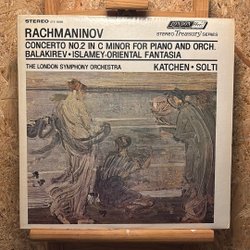 STEREO
LONDON
STEREO Treasury SERIES
RACHMANINOV
CONCERTO NO.2 IN C MINOR FOR PIANO AND ORCH.
BALAKIREV • ISLAMEY-ORIENTAL FANTASIA
THE LONDON SYMPHONY ORCHESTRA
KATCHEN • SOLTI